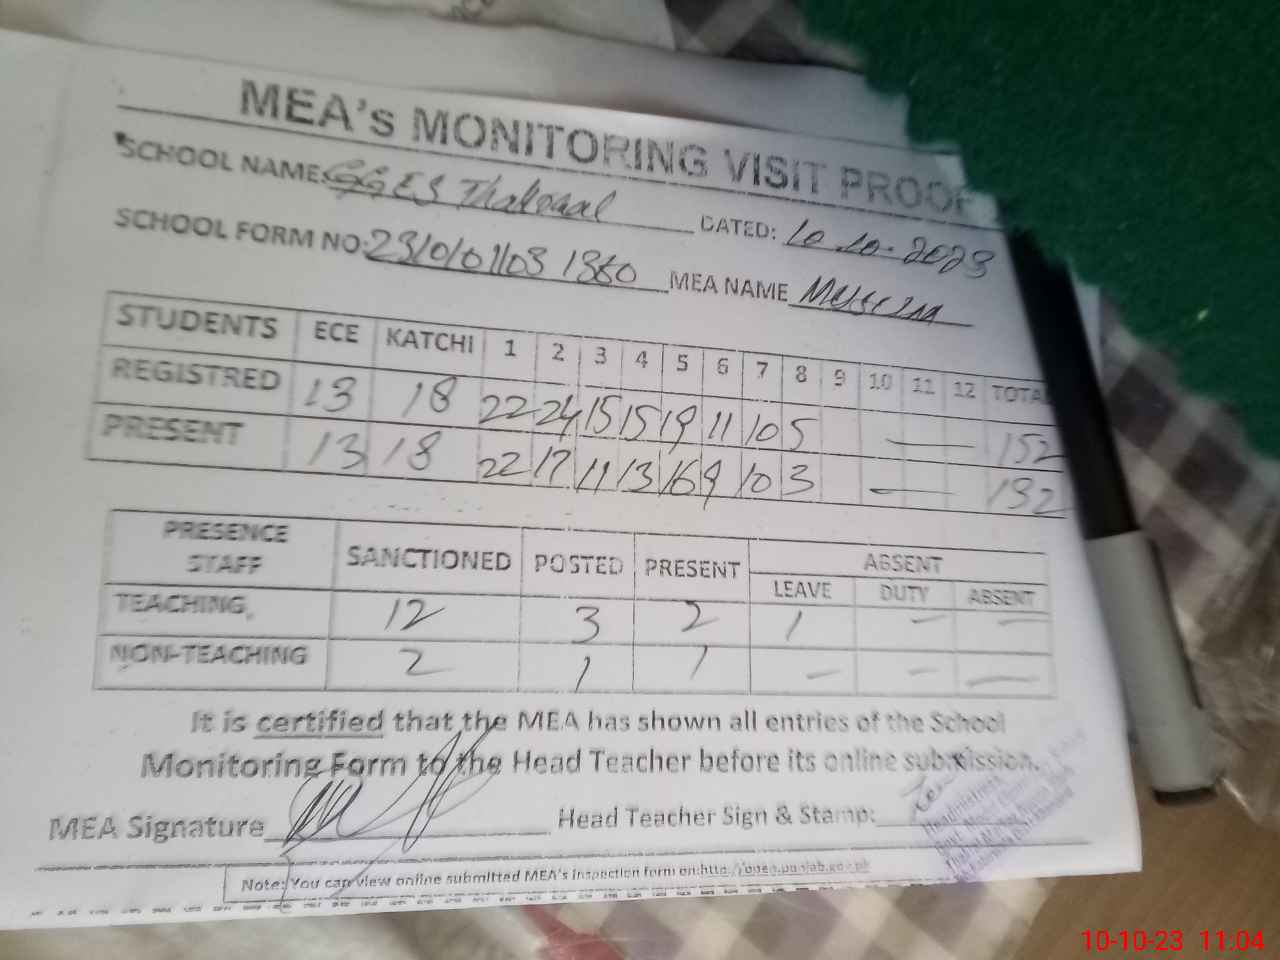 MEA's MONITORING VISIT PROOF
SCHOOL NAME: GGES DATED: 10.10.2023
SCHOOL FORM NO: MEA NAME
STUDENTS ECE KATCHI 1 2 3 4 5 6 7 8 9 10 11 12 TOTAL
REGISTRED 13 18 22 24 15 15 19 11 10 5 — 152
PRESENT 13 18 22 17 11 13 16 9 10 3 — 132
PRESENCE STAFF SANCTIONED POSTED PRESENT ABSENT
LEAVE DUTY ABSENT
TEACHING 12 3 2 1 — —
NON-TEACHING 2 1 1 — — —
It is certified that the MEA has shown all entries of the School
Monitoring Form to the Head Teacher before its online submission.
MEA Signature Head Teacher Sign & Stamp:
Note: You can view online submitted MEA's inspection form on:http://open.punjab.gov.pk
10-10-23 11:04